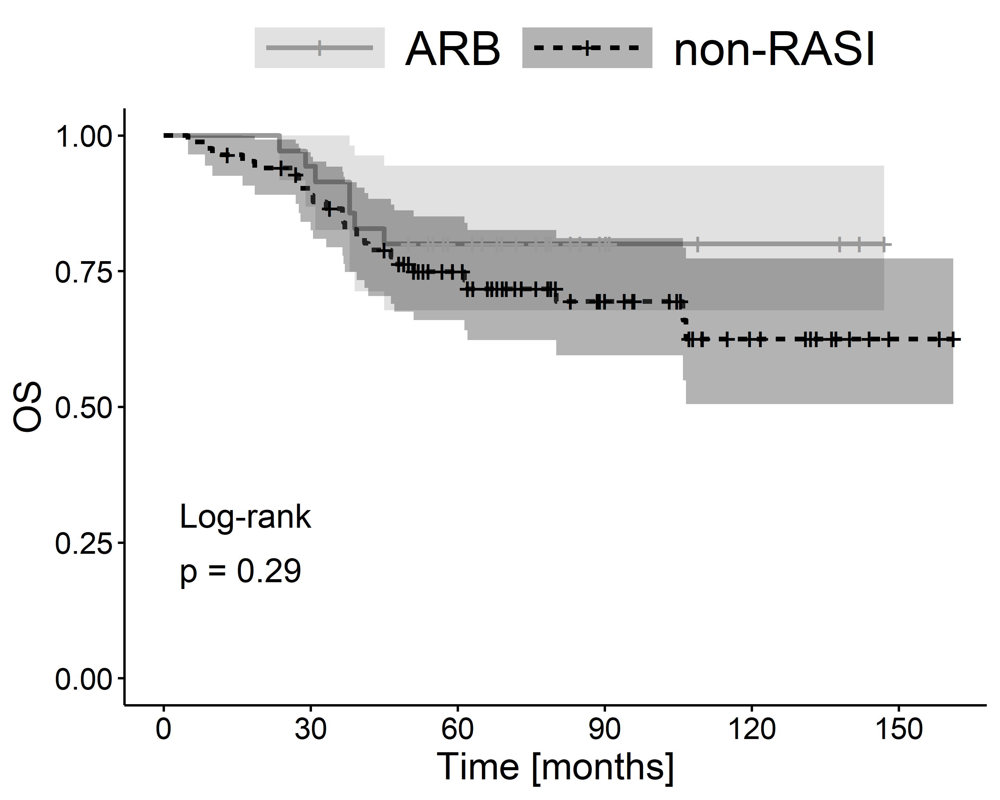 ARB non-RASI
1.00
0.75
0.50
0.25
0.00
OS
Log-rank
p = 0.29
0 30 60 90 120 150
Time [months]